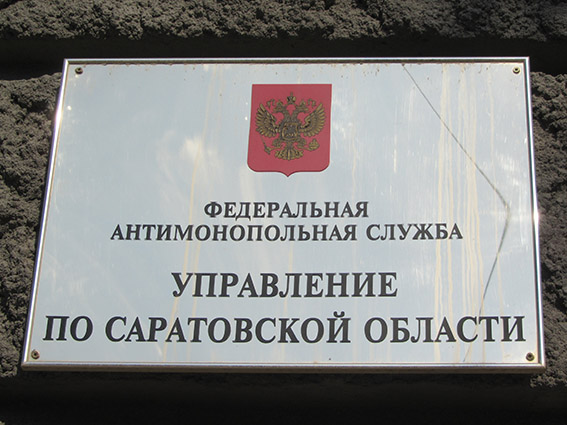 ФЕДЕРАЛЬНАЯ
АНТИМОНОПОЛЬНАЯ СЛУЖБА
УПРАВЛЕНИЕ
ПО САРАТОВСКОЙ ОБЛАСТИ